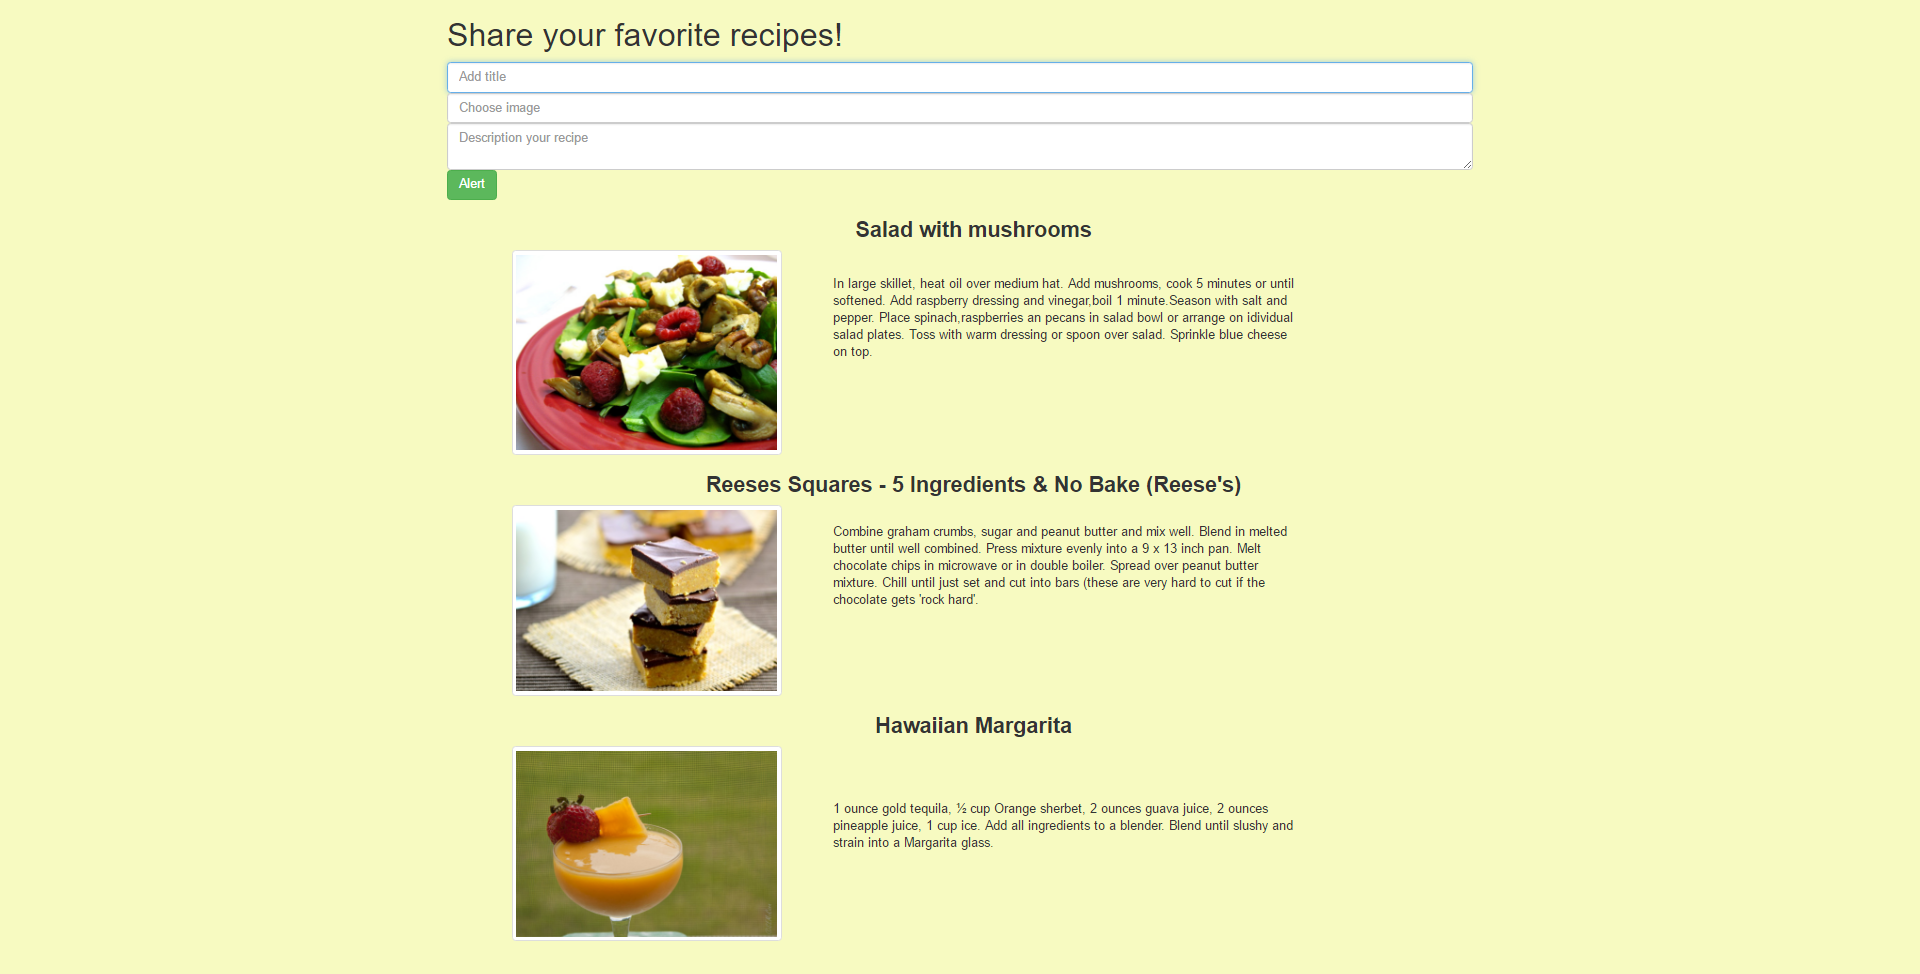 Share your favorite recipes!
Add title
Choose image
Description your recipe
Alert
Salad with mushrooms
In large skillet, heat oil over medium hat. Add mushrooms, cook 5 minutes or until
softened. Add raspberry dressing and vinegar,boil 1 minute.Season with salt and
pepper. Place spinach,raspberries an pecans in salad bowl or arrange on idividual
salad plates. Toss with warm dressing or spoon over salad. Sprinkle blue cheese
on top.
Reeses Squares - 5 Ingredients & No Bake (Reese's)
Combine graham crumbs, sugar and peanut butter and mix well. Blend in melted
butter until well combined. Press mixture evenly into a 9 x 13 inch pan. Melt
chocolate chips in microwave or in double boiler. Spread over peanut butter
mixture. Chill until just set and cut into bars (these are very hard to cut if the
chocolate gets 'rock hard'.
Hawaiian Margarita
1 ounce gold tequila, ½ cup Orange sherbet, 2 ounces guava juice, 2 ounces
pineapple juice, 1 cup ice. Add all ingredients to a blender. Blend until slushy and
strain into a Margarita glass.